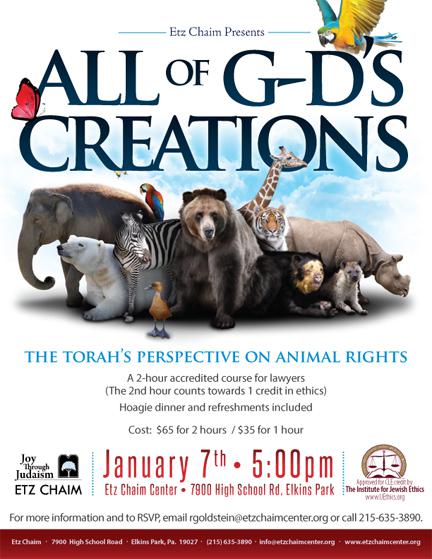 Etz Chaim Presents
ALL OF G-D'S
CREATIONS
THE TORAH'S PERSPECTIVE ON ANIMAL RIGHTS
A 2-hour accredited course for lawyers
(The 2nd hour counts towards 1 credit in ethics)
Hoagie dinner and refreshments included
Cost: $65 for 2 hours / $35 for 1 hour
Joy
Through
Judaism
ETZ CHAIM
January 7th • 5:00pm
Etz Chaim Center • 7900 High School Rd, Elkins Park
Approved for CLE credit by
The Institute for Jewish Ethics
www.IJEthics.org
For more information and to RSVP, email rgoldstein@etzchaimcenter.org or call 215-635-3890.
Etz Chaim · 7900 High School Road · Elkins Park, Pa. 19027 · (215) 635-3890 · info@etzchaimcenter.org · www.etzchaimcenter.org